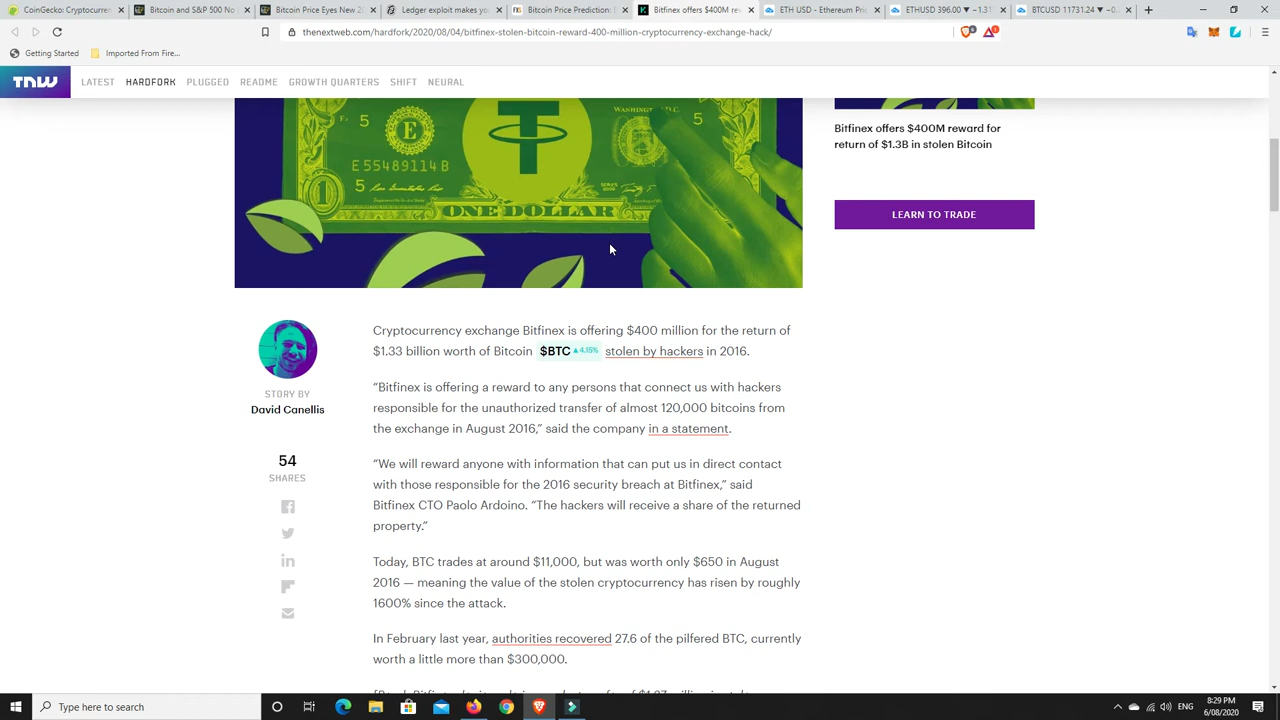 CoinGecko: Cryptocurren
Bitcoin and S&P 500 No
Bitcoin Price Eyes New 2
Ledger exploit makes yo
Bitcoin Price Prediction:
Bitfinex offers $400M re
ETH USD - Ethereum Pri
ETHUSD 396.00 ▼ −1.31
BTCUSD 11731.24 ▼ −0.
thenextweb.com/hardfork/2020/08/04/bitfinex-stolen-bitcoin-reward-400-million-cryptocurrency-exchange-hack/
Getting Started
Imported From Fire...
TNW
LATEST
HARDFORK
PLUGGED
README
GROWTH QUARTERS
SHIFT
NEURAL
WASHINGTON, D.C.
5
E
5
E 55489114 B
5
1
ONE DOLLAR
Bitfinex offers $400M reward for
return of $1.3B in stolen Bitcoin
LEARN TO TRADE
STORY BY
David Canellis
54
SHARES
Cryptocurrency exchange Bitfinex is offering $400 million for the return of
$1.33 billion worth of Bitcoin $BTC ▲4.15% stolen by hackers in 2016.
“Bitfinex is offering a reward to any persons that connect us with hackers
responsible for the unauthorized transfer of almost 120,000 bitcoins from
the exchange in August 2016,” said the company in a statement.
“We will reward anyone with information that can put us in direct contact
with those responsible for the 2016 security breach at Bitfinex,” said
Bitfinex CTO Paolo Ardoino. “The hackers will receive a share of the returned
property.”
Today, BTC trades at around $11,000, but was worth only $650 in August
2016 — meaning the value of the stolen cryptocurrency has risen by roughly
1600% since the attack.
In February last year, authorities recovered 27.6 of the pilfered BTC, currently
worth a little more than $300,000.
Type here to search
ENG
8:29 PM
6/08/2020